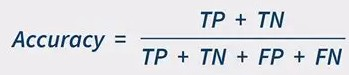 Accuracy = TP + TN
TP + TN + FP + FN